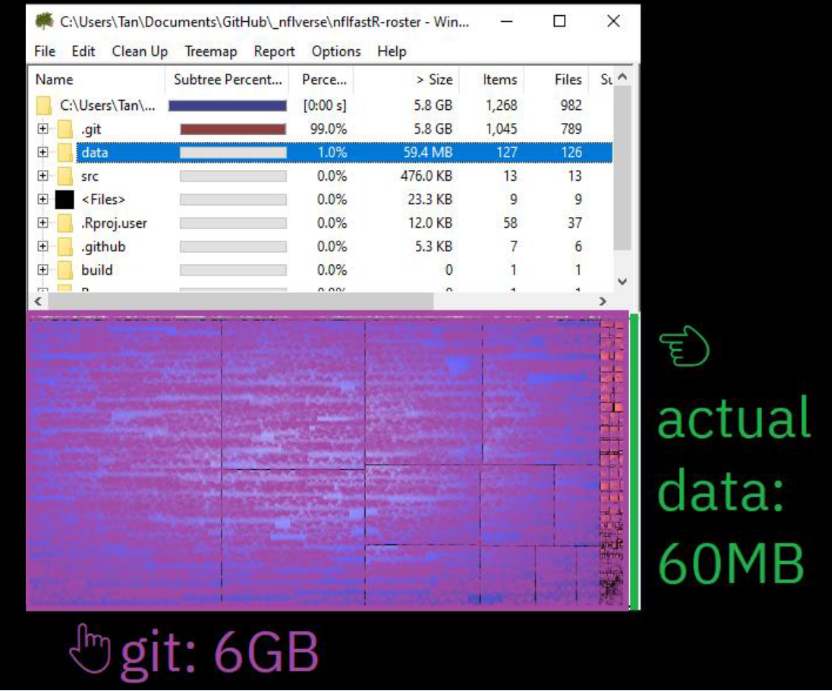 C:\Users\Tan\Documents\GitHub\_nflverse\nflfastR-roster - Win...
File Edit Clean Up Treemap Report Options Help
Name Subtree Percent... Perce... > Size Items Files Su
C:\Users\Tan\... [0:00 s] 5.8 GB 1,268 982
.git 99.0% 5.8 GB 1,045 789
data 1.0% 59.4 MB 127 126
src 0.0% 476.0 KB 13 13
<Files> 0.0% 23.3 KB 9 9
.Rproj.user 0.0% 12.0 KB 58 37
.github 0.0% 5.3 KB 7 6
build 0.0% 0 1 1
actual
data:
60MB
git: 6GB